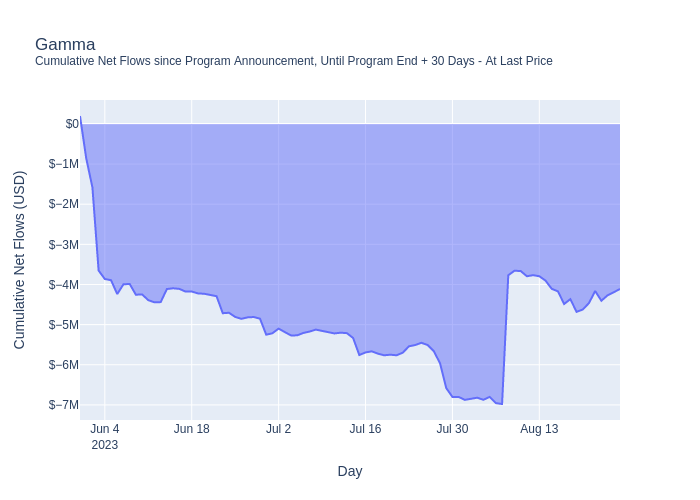 Gamma
Cumulative Net Flows since Program Announcement, Until Program End + 30 Days - At Last Price
Cumulative Net Flows (USD)
$0
$−1M
$−2M
$−3M
$−4M
$−5M
$−6M
$−7M
Jun 4
2023
Jun 18
Jul 2
Jul 16
Jul 30
Aug 13
Day